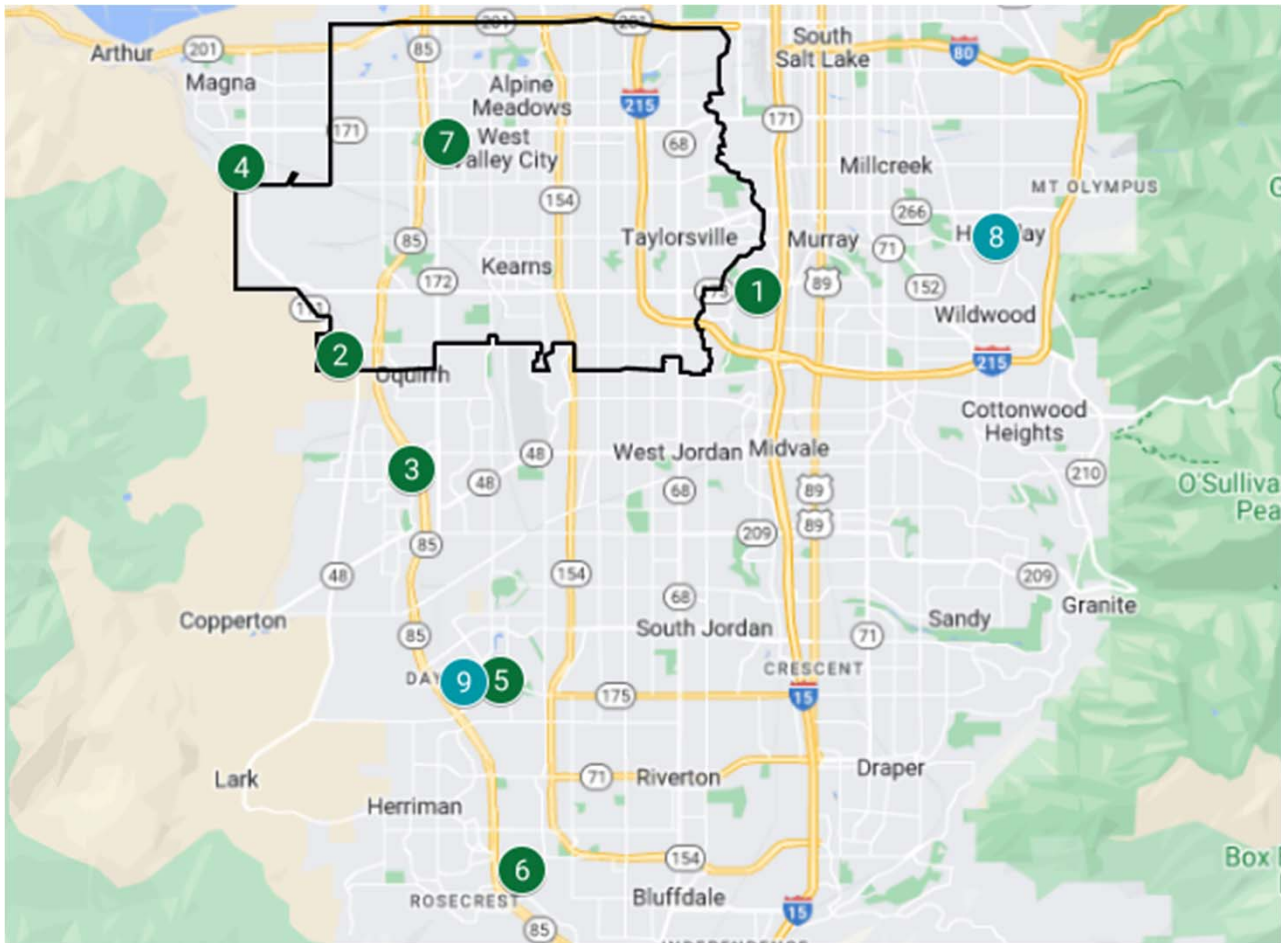 201
201
South
Salt Lake
80
Arthur
201
85
Magna
Alpine
Meadows
215
171
171
7
West
alley City
68
4
Millcreek
MT OLYMPUS
154
266
Taylorsville
Murray
71
H
8
lay
85
Kearns
172
173
1
89
152
Wildwood
2
215
Oquirrh
Cottonwood
Heights
West Jordan
Midvale
3
48
48
68
89
210
O'Sulliva
Pea
209
89
85
48
154
209
68
Granite
Copperton
Sandy
85
South Jordan
71
CRESCENT
DAY
9
5
175
15
Lark
71
Riverton
Draper
Herriman
6
154
Box
ROSECREST
Bluffdale
15
85